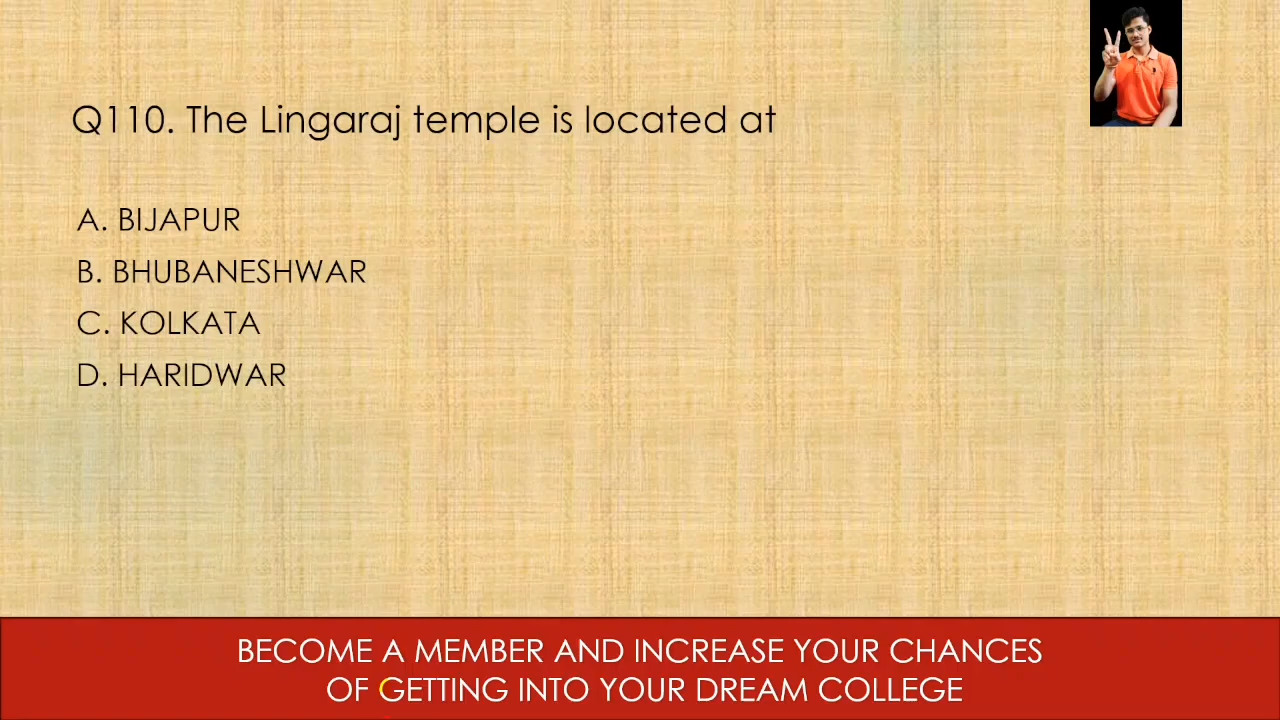 Q110. The Lingaraj temple is located at
A. BIJAPUR
B. BHUBANESHWAR
C. KOLKATA
D. HARIDWAR
BECOME A MEMBER AND INCREASE YOUR CHANCES
OF GETTING INTO YOUR DREAM COLLEGE